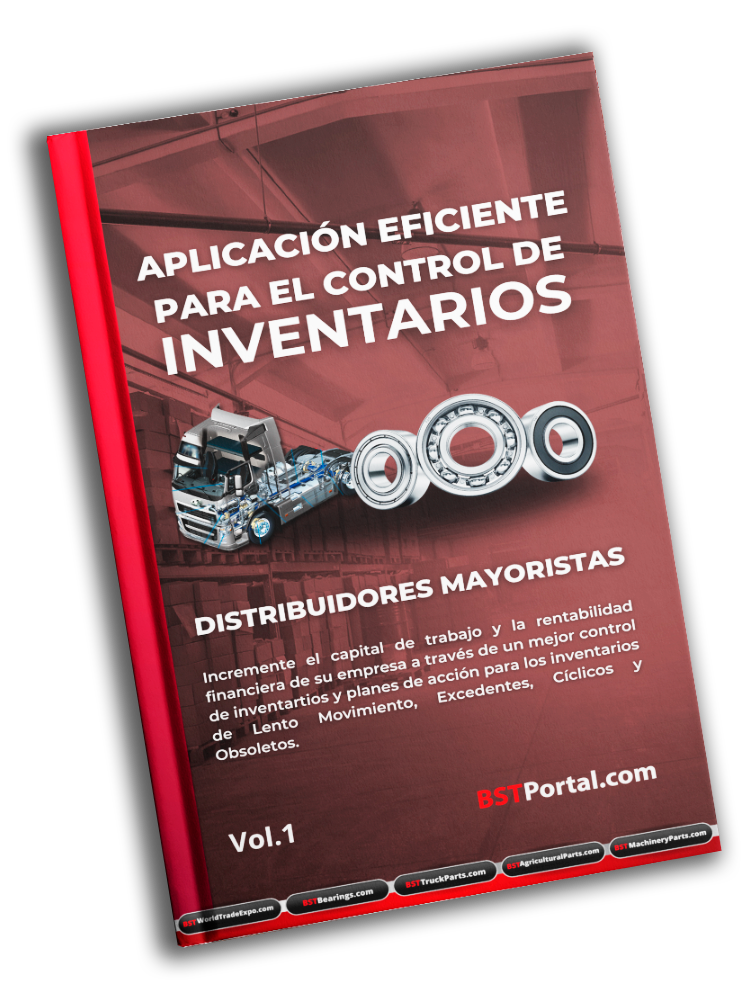 APLICACIÓN EFICIENTE
PARA EL CONTROL DE
INVENTARIOS
DISTRIBUIDORES MAYORISTAS
Incremente el capital de trabajo y la rentabilidad
financiera de su empresa a través de un mejor control
de inventartios y planes de acción para los inventarios
de Lento Movimiento, Excedentes, Cíclicos y
Obsoletos.
BSTPortal.com
Vol.1
BSTWorldTradeExpo.com
BSTBearings.com
BSTTruckParts.com
BSTAgriculturalParts.com
BSTMachineryParts.com